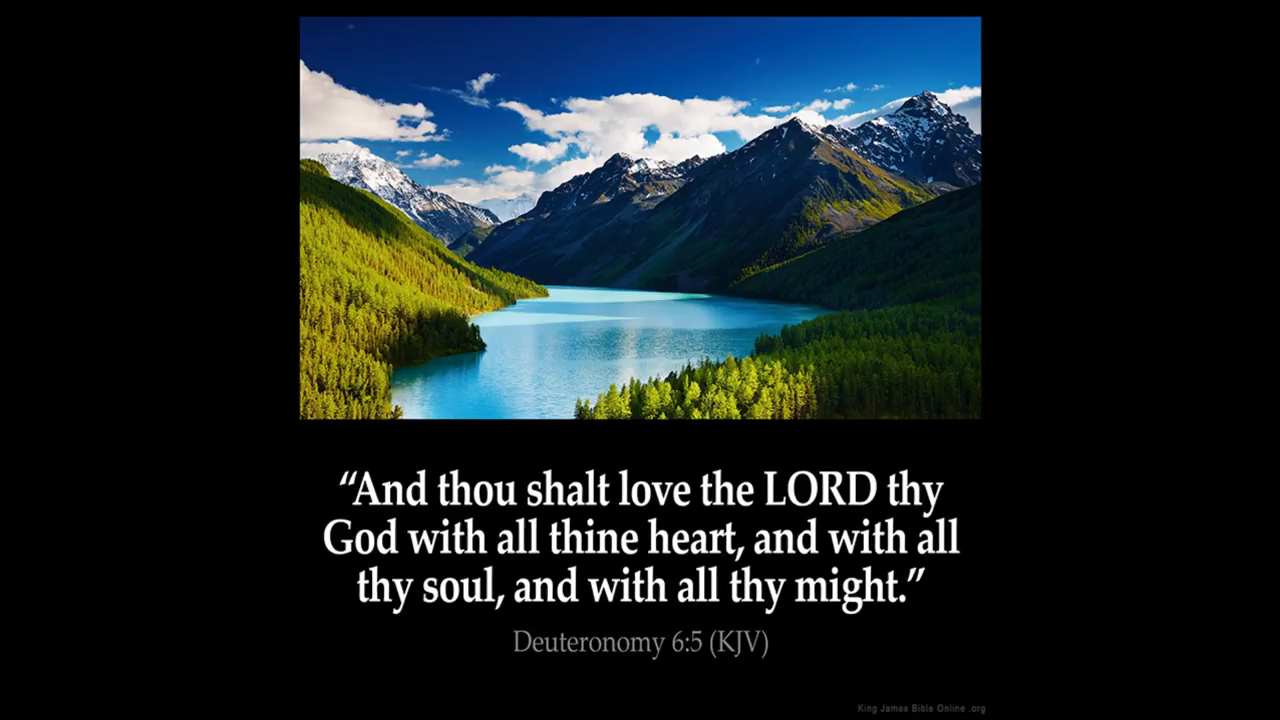 “And thou shalt love the LORD thy
God with all thine heart, and with all
thy soul, and with all thy might.”
Deuteronomy 6:5 (KJV)
King James Bible Online .org